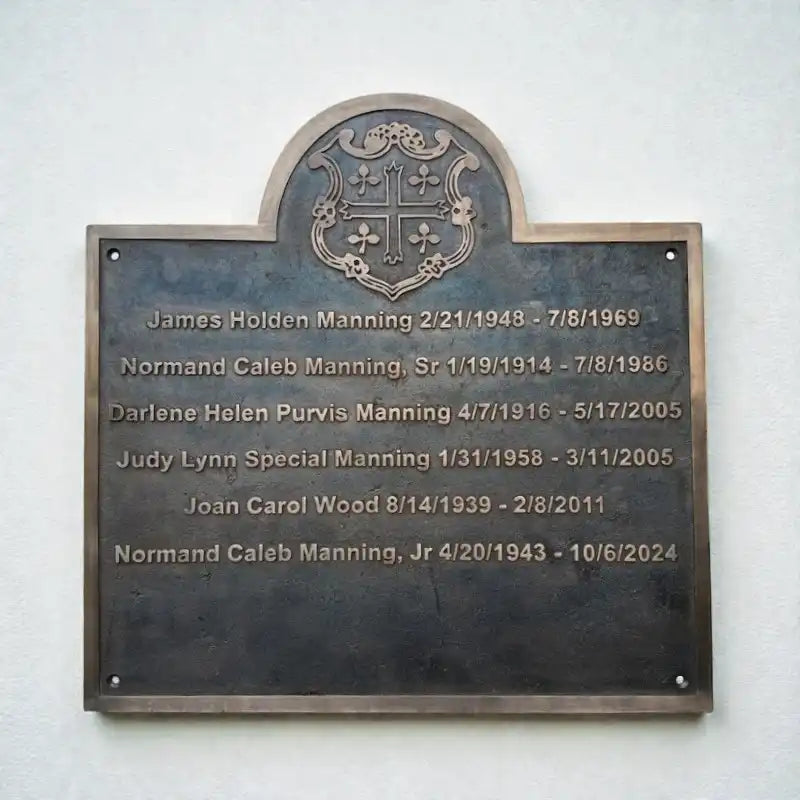 James Holden Manning 2/21/1948 - 7/8/1969
Normand Caleb Manning, Sr 1/19/1914 - 7/8/1986
Darlene Helen Purvis Manning 4/7/1916 - 5/17/2005
Judy Lynn Special Manning 1/31/1958 - 3/11/2005
Joan Carol Wood 8/14/1939 - 2/8/2011
Normand Caleb Manning, Jr 4/20/1943 - 10/6/2024